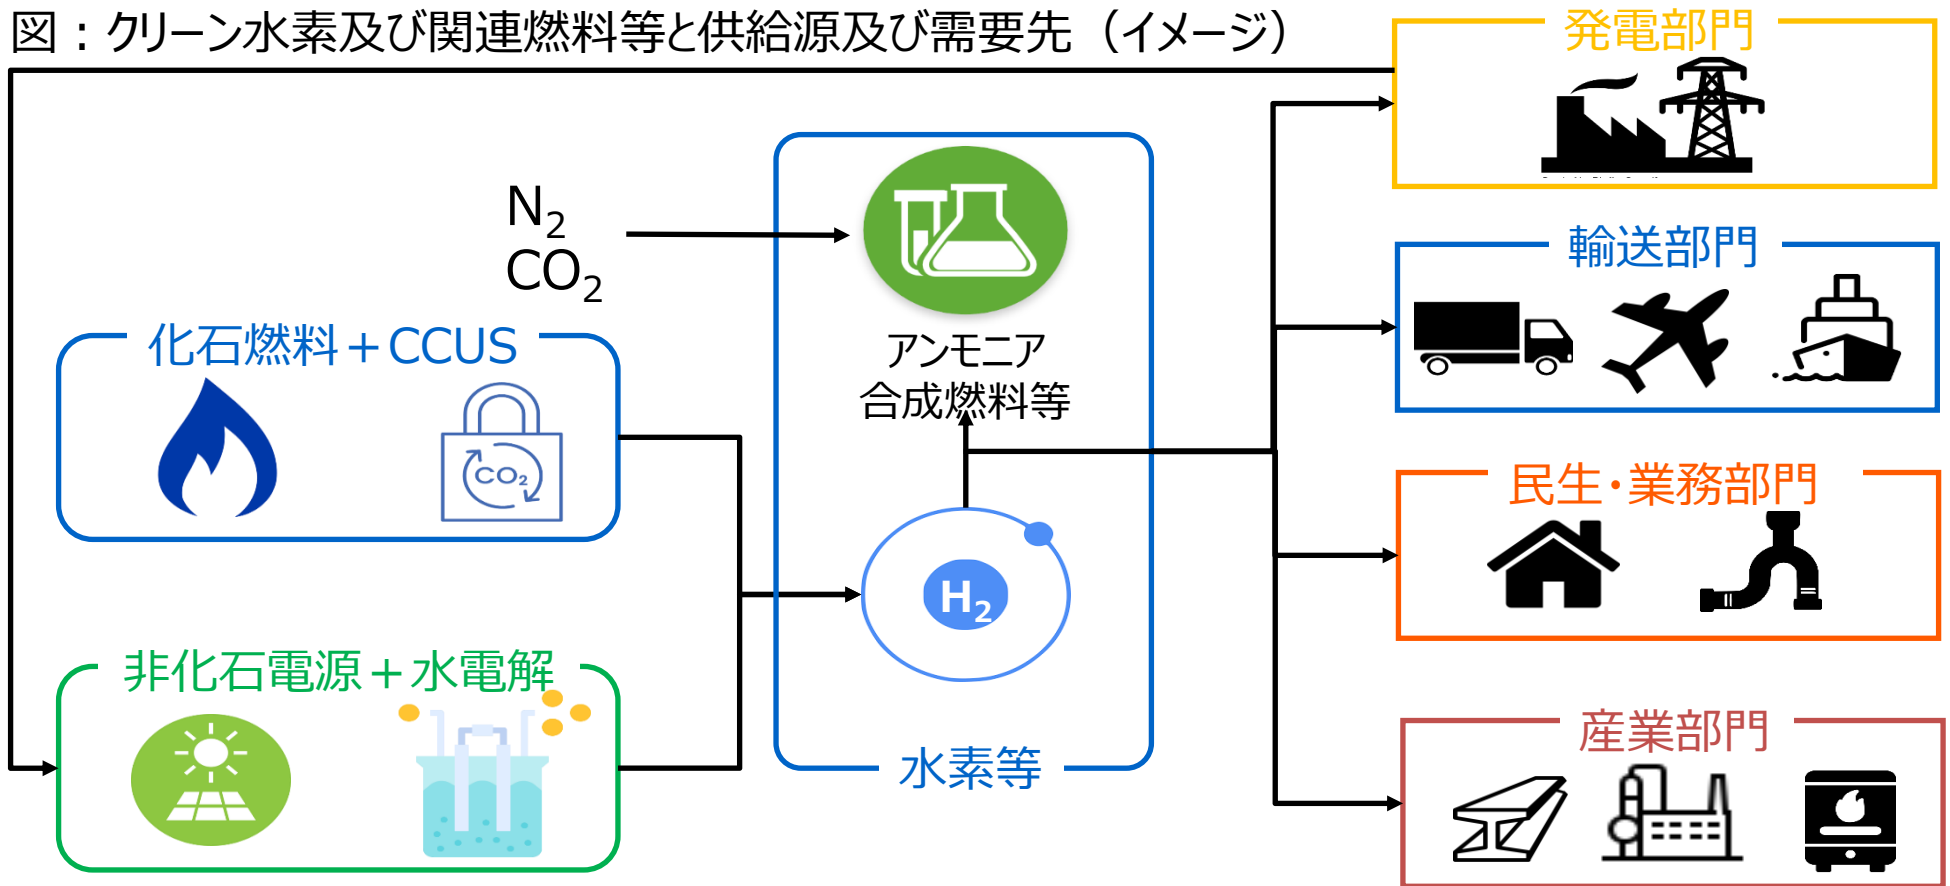 図：クリーン水素及び関連燃料等と供給源及び需要先（イメージ）
発電部門
N₂
CO₂
輸送部門
アンモニア
合成燃料等
化石燃料＋CCUS
CO₂
民生・業務部門
H₂
非化石電源＋水電解
水素等
産業部門